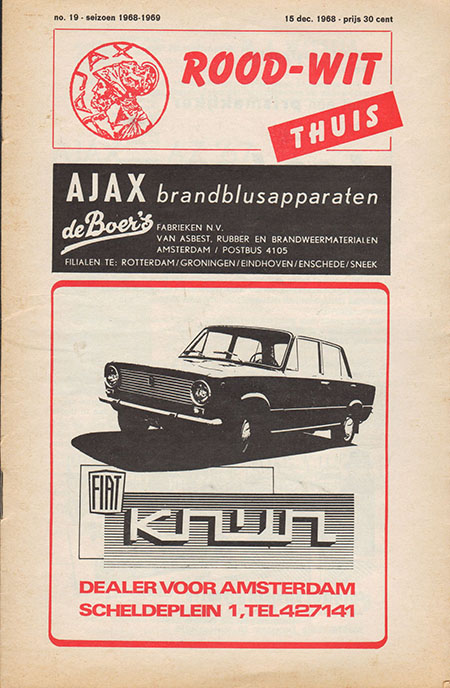 no. 19 - seizoen 1968-1969
15 dec. 1968 - prijs 30 cent
AJAX
ROOD-WIT
THUIS
AJAX brandblusapparaten
de Boer's
FABRIEKEN N.V.
VAN ASBEST, RUBBER EN BRANDWEERMATERIALEN
AMSTERDAM / POSTBUS 4105
FILIALEN TE: ROTTERDAM/GRONINGEN/EINDHOVEN/ENSCHEDE/SNEEK
FIAT
DEALER VOOR AMSTERDAM
SCHELDEPLEIN 1, TEL 427141